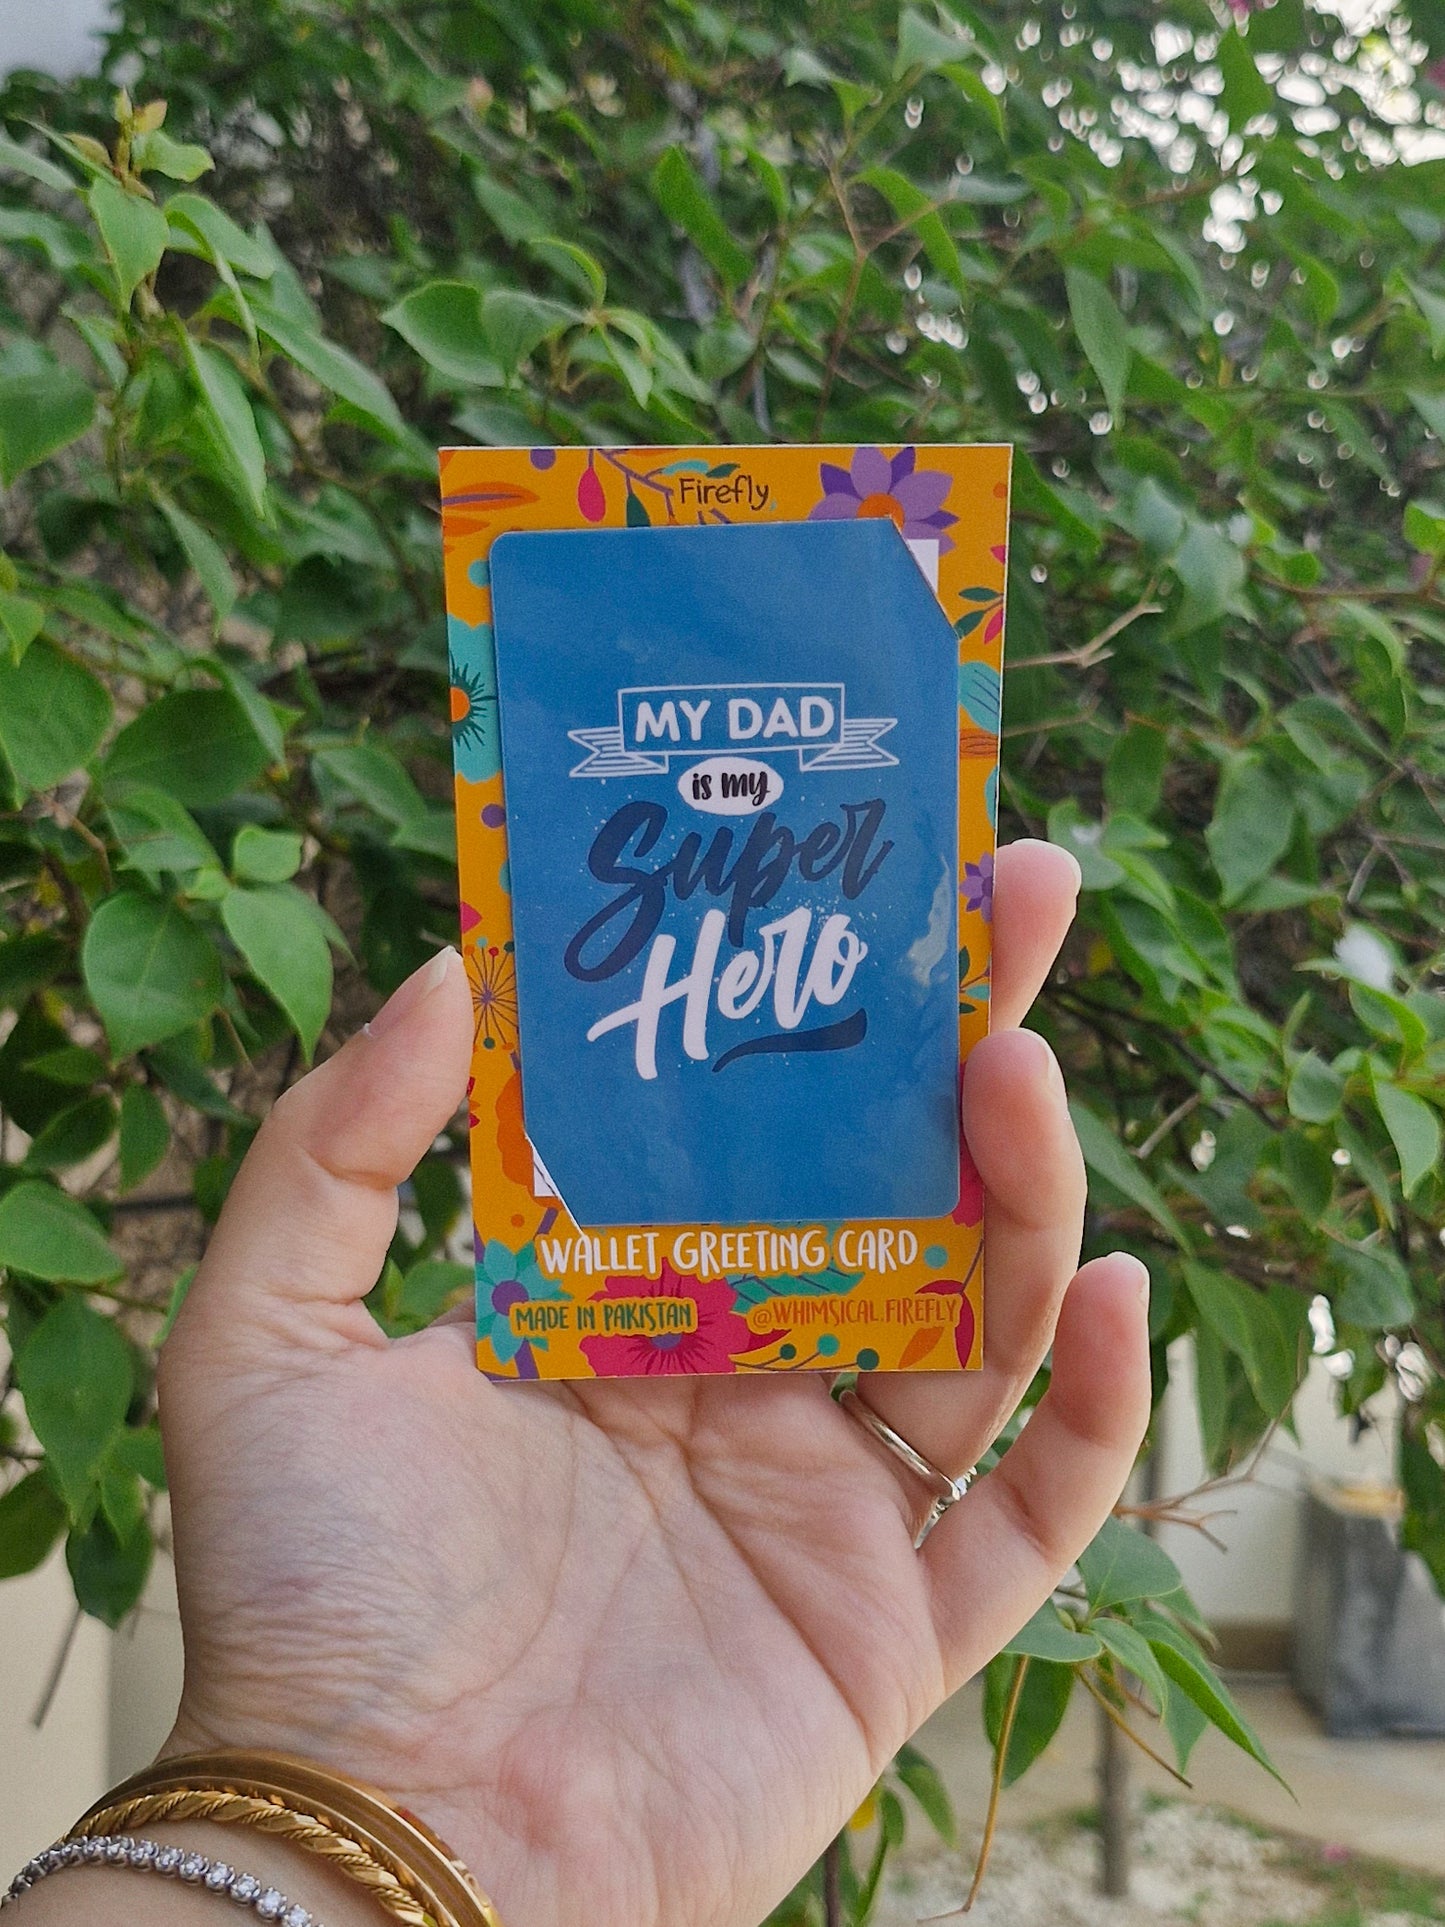 Firefly
MY DAD
is my
Super
Hero
WALLET GREETING CARD
MADE IN PAKISTAN
@WHIMSICAL.FIREFLY